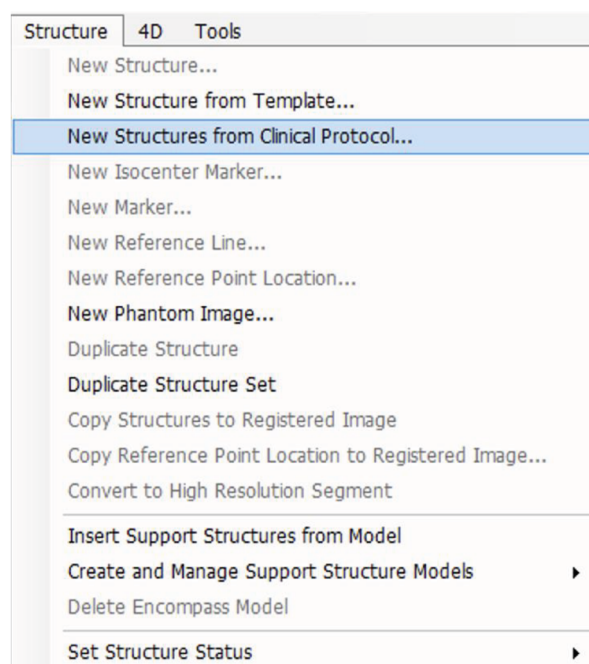 Structure 4D Tools
New Structure...
New Structure from Template...
New Structures from Clinical Protocol...
New Isocenter Marker...
New Marker...
New Reference Line...
New Reference Point Location...
New Phantom Image...
Duplicate Structure
Duplicate Structure Set
Copy Structures to Registered Image
Copy Reference Point Location to Registered Image...
Convert to High Resolution Segment
Insert Support Structures from Model
Create and Manage Support Structure Models
Delete Encompass Model
Set Structure Status